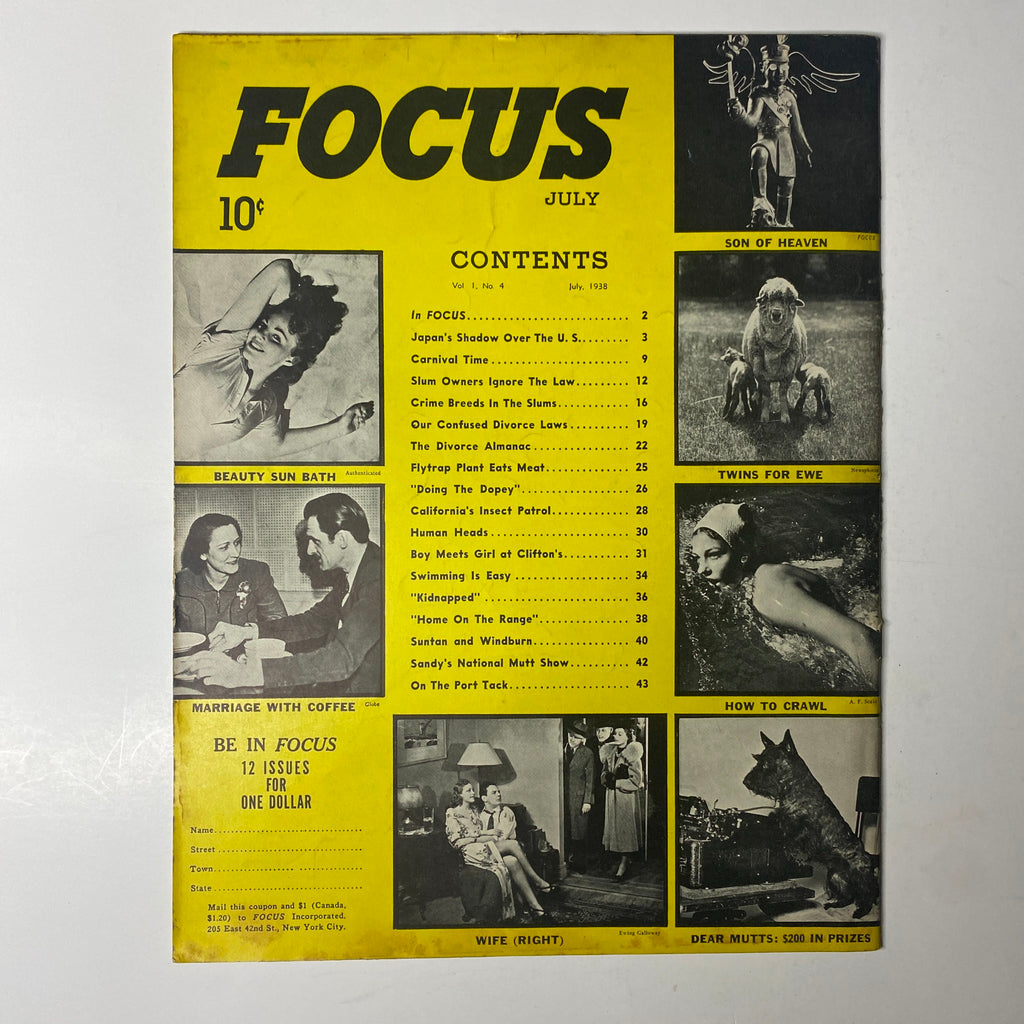 FOCUS
JULY
10¢
FOCUS
SON OF HEAVEN
CONTENTS
Vol 1, No. 4 July, 1938
In FOCUS........................... 2
Japan's Shadow Over The U. S......... 3
Carnival Time....................... 9
Slum Owners Ignore The Law......... 12
Crime Breeds In The Slums............ 16
Our Confused Divorce Laws.......... 19
The Divorce Almanac................ 22
Flytrap Plant Eats Meat.............. 25
"Doing The Dopey".................. 26
California's Insect Patrol............. 28
Human Heads....................... 30
Boy Meets Girl at Clifton's........... 31
Swimming Is Easy ................... 34
"Kidnapped" ........................ 36
"Home On The Range"............... 38
Suntan and Windburn................ 40
Sandy's National Mutt Show.......... 42
On The Port Tack.................... 43
Authenticated
BEAUTY SUN BATH
TWINS FOR EWE
MARRIAGE WITH COFFEE Globe
HOW TO CRAWL
BE IN FOCUS
12 ISSUES
FOR
ONE DOLLAR
Name....................................
Street ...................................
Town....................................
State ....................................
Mail this coupon and $1 (Canada,
$1.20) to FOCUS Incorporated,
205 East 42nd St., New York City.
Ewing Galloway
WIFE (RIGHT)
DEAR MUTTS: $200 IN PRIZES